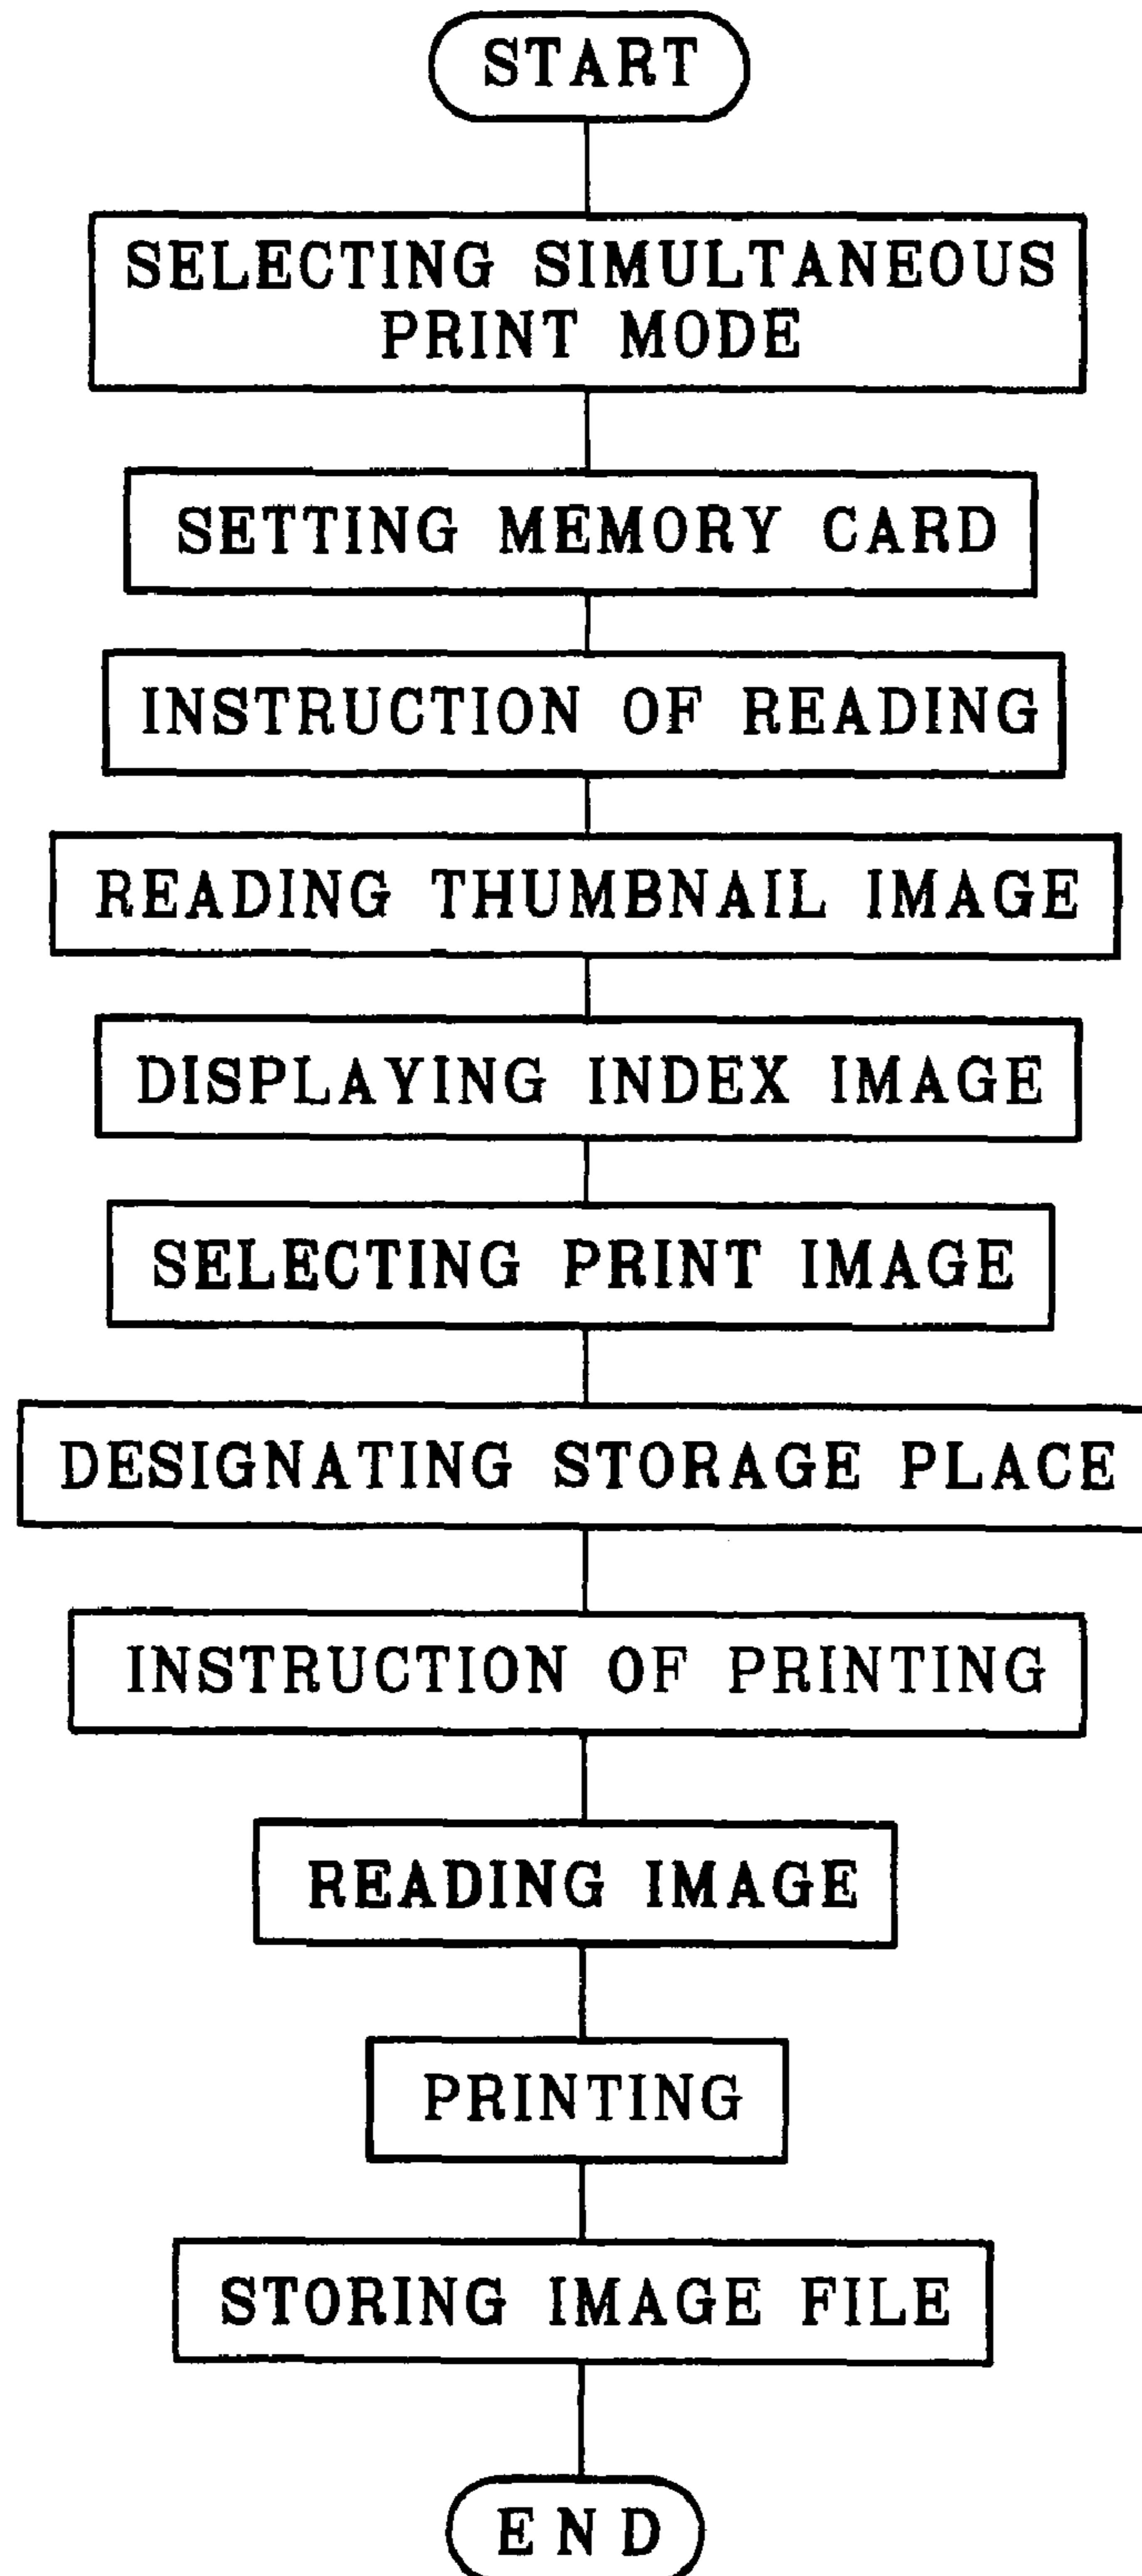 START
SELECTING SIMULTANEOUS
PRINT MODE
SETTING MEMORY CARD
INSTRUCTION OF READING
READING THUMBNAIL IMAGE
DISPLAYING INDEX IMAGE
SELECTING PRINT IMAGE
DESIGNATING STORAGE PLACE
INSTRUCTION OF PRINTING
READING IMAGE
PRINTING
STORING IMAGE FILE
END